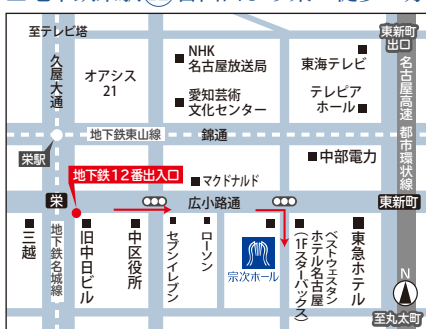 至テレビ塔
久屋大通
オアシス
21
NHK
名古屋放送局
愛知芸術
文化センター
東海テレビ
テレピア
ホール
東新町
出口
名古屋高速 都市環状線
地下鉄東山線
錦通
栄駅
地下鉄12番出入口
マクドナルド
中部電力
栄
広小路通
東新町
三越
地下鉄名城線
旧中日ビル
中区役所
セブンイレブン
ローソン
宗次ホール
ベストウェスタン
ホテル名古屋
(1Fスターバックス)
東急ホテル
N
至丸太町